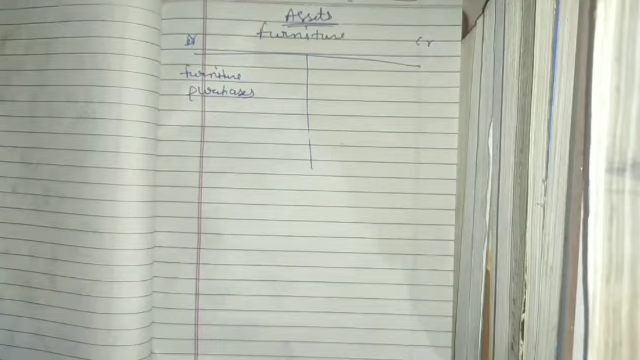 Assets
furniture
Dr Cr
furniture
purchases